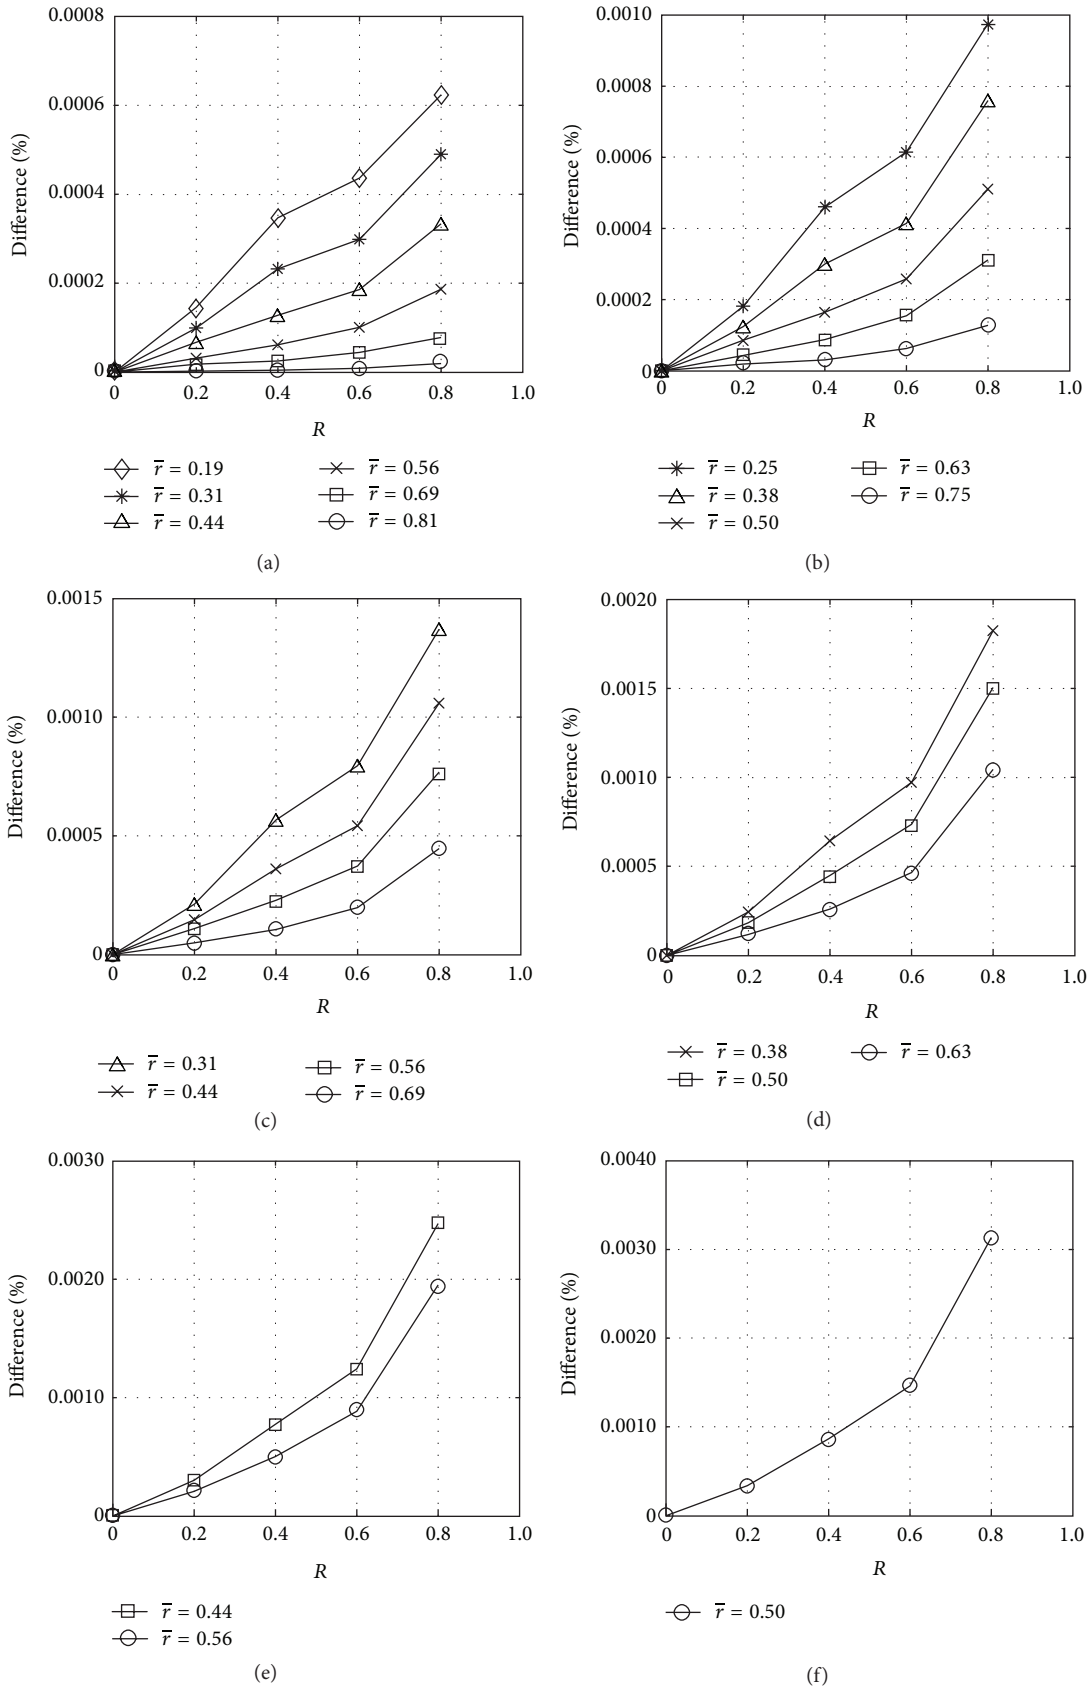 0.0008
0.0006
0.0004
0.0002
0
0 0.2 0.4 0.6 0.8 1.0
Difference (%)
R
r̅ = 0.19
r̅ = 0.31
r̅ = 0.44
r̅ = 0.56
r̅ = 0.69
r̅ = 0.81
(a)
0.0010
0.0008
0.0006
0.0004
0.0002
0
0 0.2 0.4 0.6 0.8 1.0
Difference (%)
R
r̅ = 0.25
r̅ = 0.38
r̅ = 0.50
r̅ = 0.63
r̅ = 0.75
(b)
0.0015
0.0010
0.0005
0
0 0.2 0.4 0.6 0.8 1.0
Difference (%)
R
r̅ = 0.31
r̅ = 0.44
r̅ = 0.56
r̅ = 0.69
(c)
0.0020
0.0015
0.0010
0.0005
0
0 0.2 0.4 0.6 0.8 1.0
Difference (%)
R
r̅ = 0.38
r̅ = 0.50
r̅ = 0.63
(d)
0.0030
0.0020
0.0010
0
0 0.2 0.4 0.6 0.8 1.0
Difference (%)
R
r̅ = 0.44
r̅ = 0.56
(e)
0.0040
0.0030
0.0020
0.0010
0
0 0.2 0.4 0.6 0.8 1.0
Difference (%)
R
r̅ = 0.50
(f)